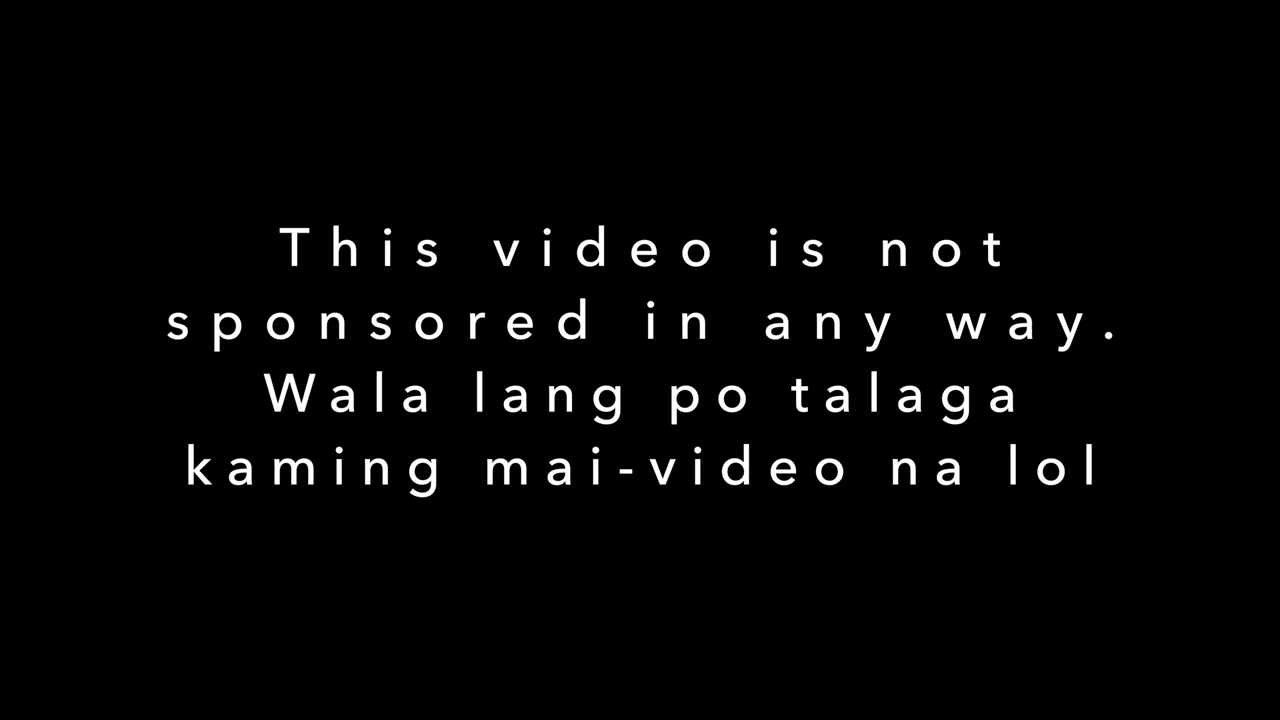 This video is not
sponsored in any way.
Wala lang po talaga
kaming mai-video na lol